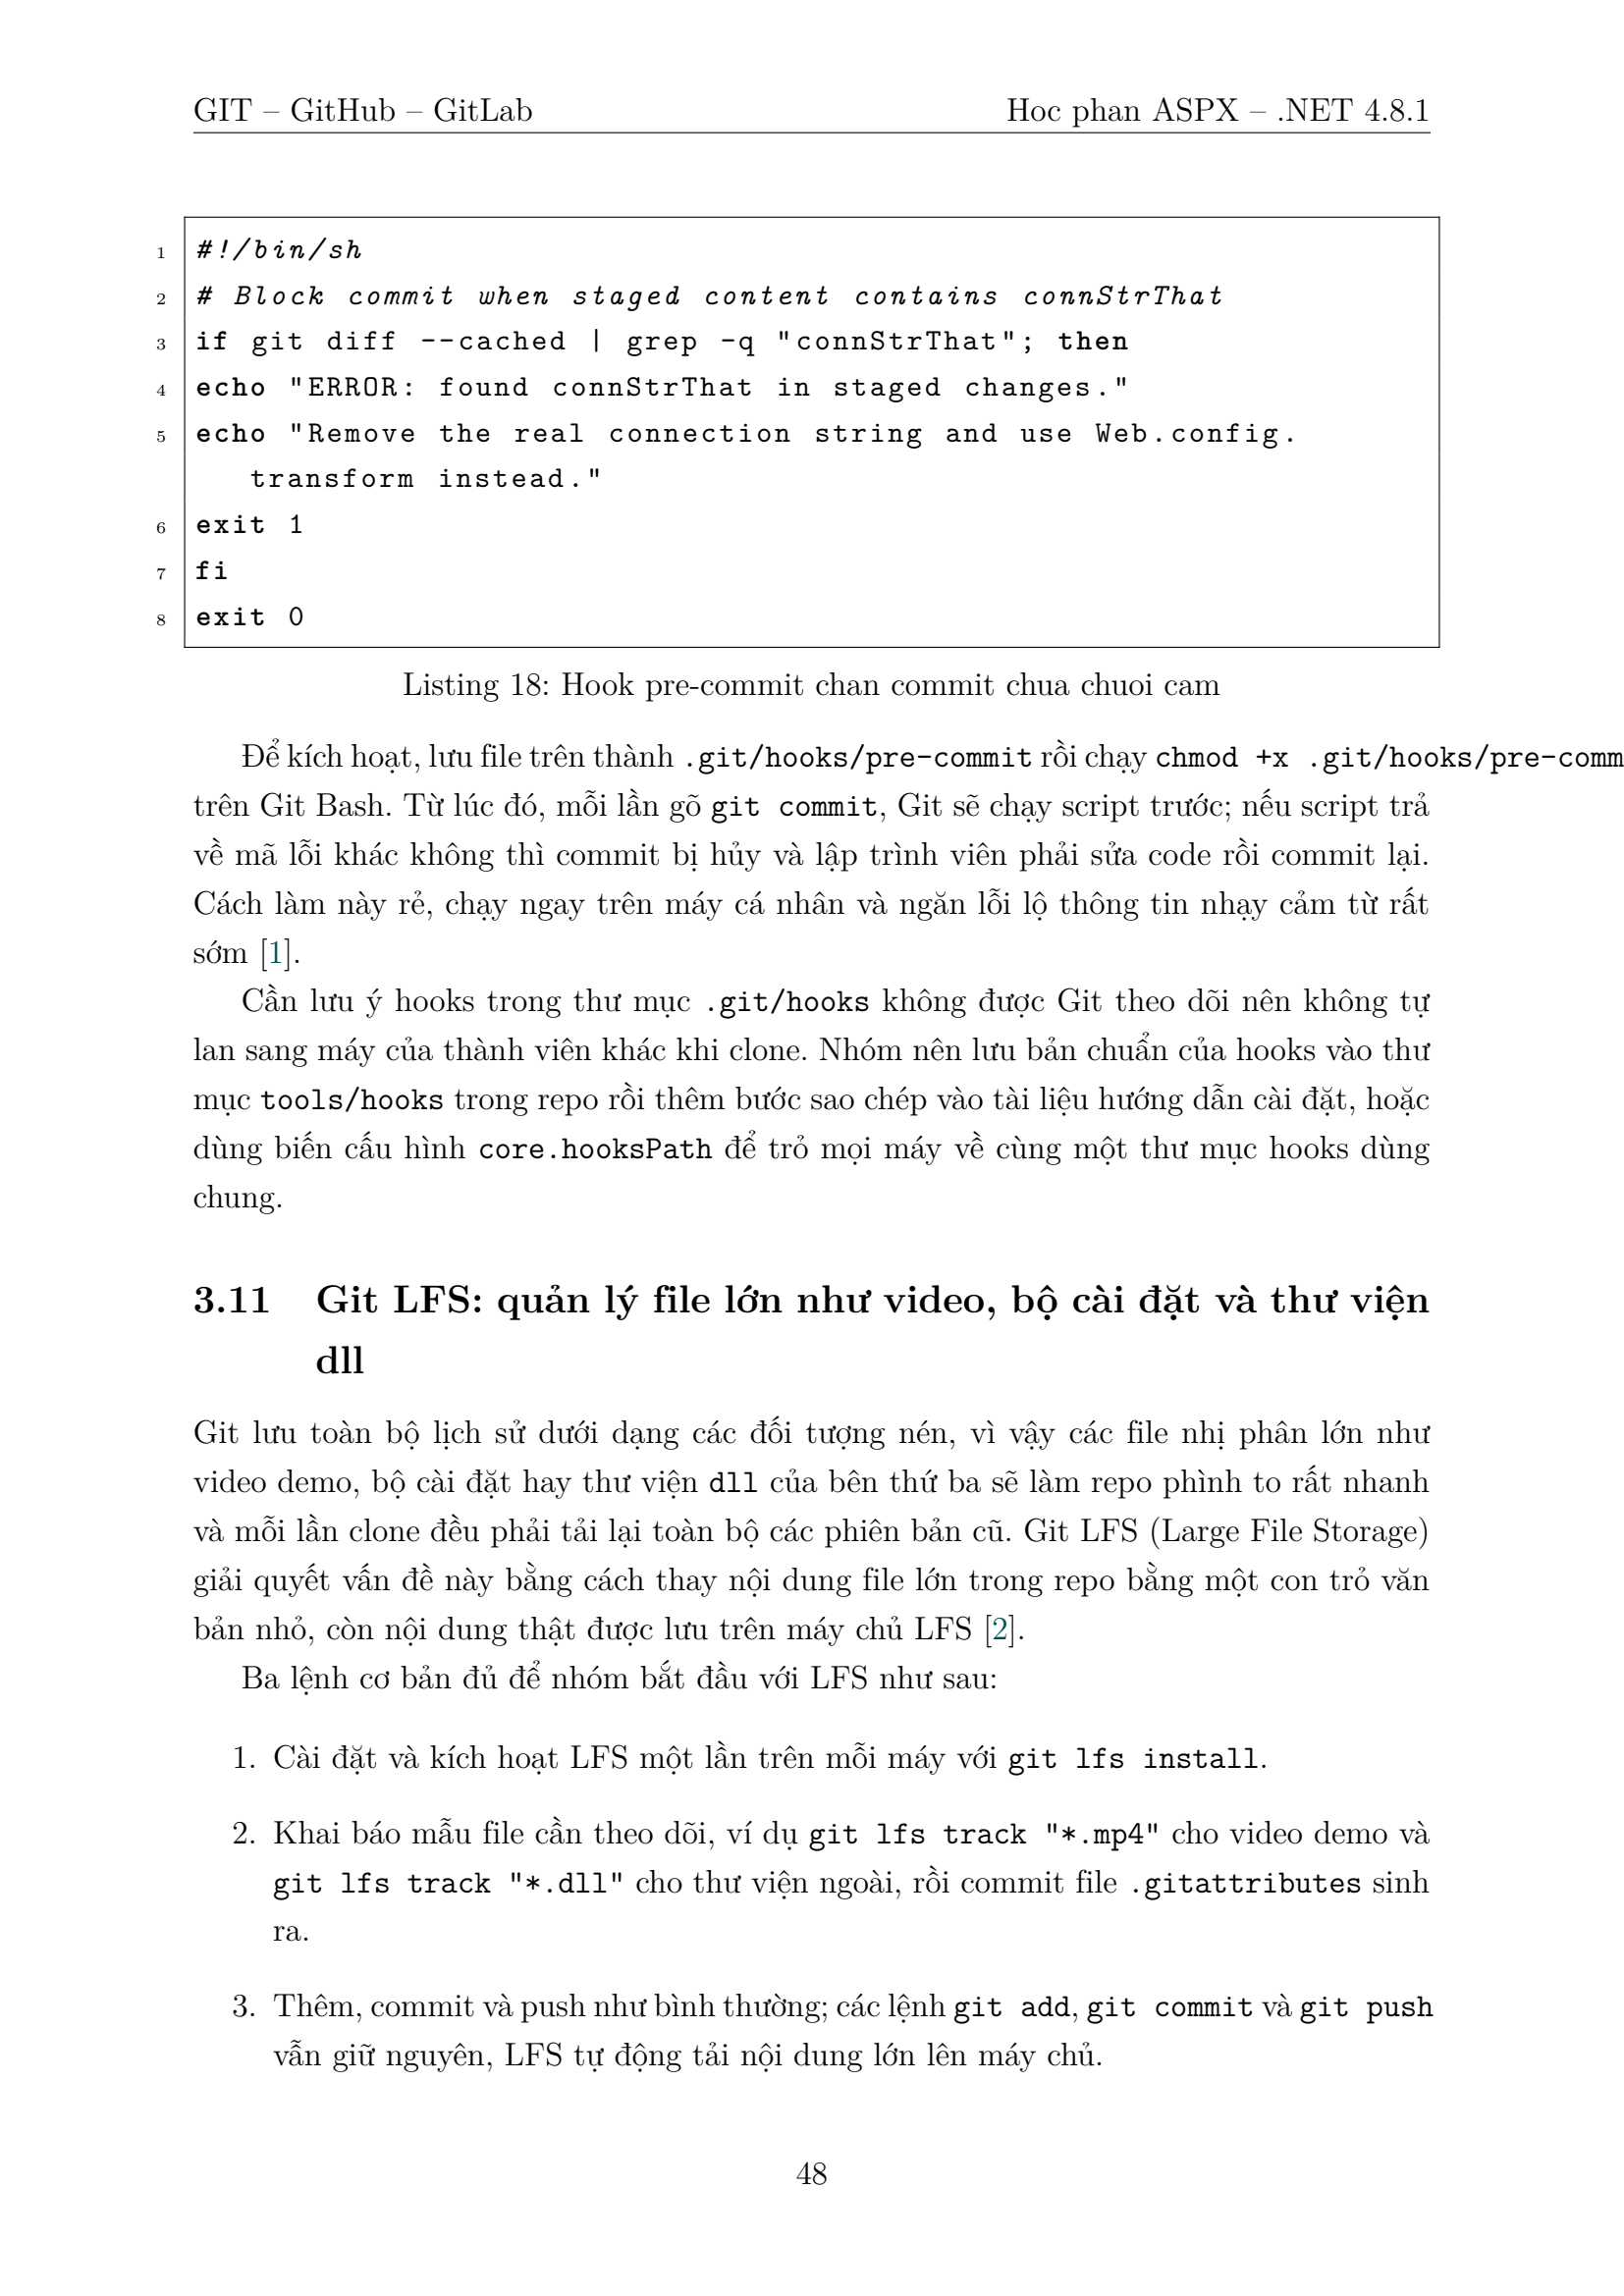 GIT – GitHub – GitLab Hoc phan ASPX – .NET 4.8.1
1 #!/bin/sh
2 # Block commit when staged content contains connStrThat
3 if git diff --cached | grep -q "connStrThat"; then
4 echo "ERROR: found connStrThat in staged changes."
5 echo "Remove the real connection string and use Web.config.
transform instead."
6 exit 1
7 fi
8 exit 0
Listing 18: Hook pre-commit chan commit chua chuoi cam
Để kích hoạt, lưu file trên thành .git/hooks/pre-commit rồi chạy chmod +x .git/hooks/pre-comm
trên Git Bash. Từ lúc đó, mỗi lần gõ git commit, Git sẽ chạy script trước; nếu script trả
về mã lỗi khác không thì commit bị hủy và lập trình viên phải sửa code rồi commit lại.
Cách làm này rẻ, chạy ngay trên máy cá nhân và ngăn lỗi lộ thông tin nhạy cảm từ rất
sớm [1].
Cần lưu ý hooks trong thư mục .git/hooks không được Git theo dõi nên không tự
lan sang máy của thành viên khác khi clone. Nhóm nên lưu bản chuẩn của hooks vào thư
mục tools/hooks trong repo rồi thêm bước sao chép vào tài liệu hướng dẫn cài đặt, hoặc
dùng biến cấu hình core.hooksPath để trỏ mọi máy về cùng một thư mục hooks dùng
chung.
3.11 Git LFS: quản lý file lớn như video, bộ cài đặt và thư viện
dll
Git lưu toàn bộ lịch sử dưới dạng các đối tượng nén, vì vậy các file nhị phân lớn như
video demo, bộ cài đặt hay thư viện dll của bên thứ ba sẽ làm repo phình to rất nhanh
và mỗi lần clone đều phải tải lại toàn bộ các phiên bản cũ. Git LFS (Large File Storage)
giải quyết vấn đề này bằng cách thay nội dung file lớn trong repo bằng một con trỏ văn
bản nhỏ, còn nội dung thật được lưu trên máy chủ LFS [2].
Ba lệnh cơ bản đủ để nhóm bắt đầu với LFS như sau:
1. Cài đặt và kích hoạt LFS một lần trên mỗi máy với git lfs install.
2. Khai báo mẫu file cần theo dõi, ví dụ git lfs track "*.mp4" cho video demo và
git lfs track "*.dll" cho thư viện ngoài, rồi commit file .gitattributes sinh
ra.
3. Thêm, commit và push như bình thường; các lệnh git add, git commit và git push
vẫn giữ nguyên, LFS tự động tải nội dung lớn lên máy chủ.
48